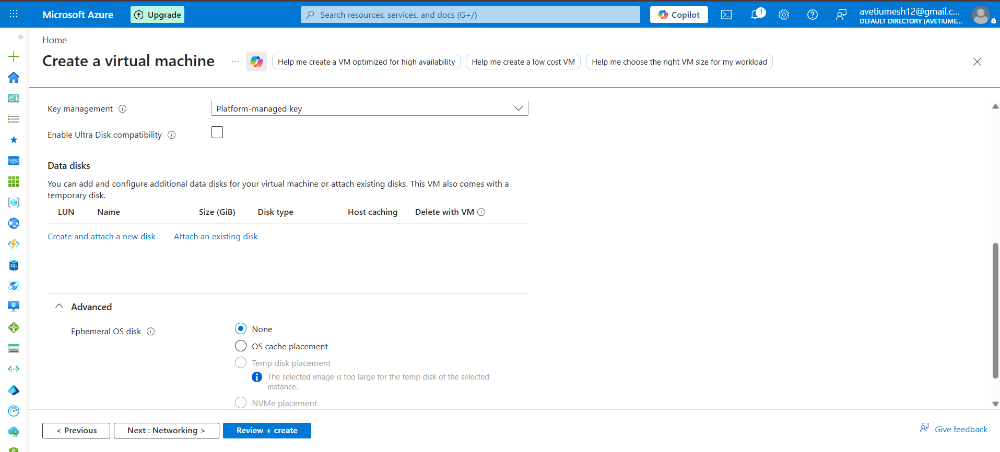 Microsoft Azure
Upgrade
Search resources, services, and docs (G+/)
Copilot
1
avetiumesh12@gmail.c...
DEFAULT DIRECTORY (AVETIUME...
Home
Create a virtual machine
...
Help me create a VM optimized for high availability
Help me create a low cost VM
Help me choose the right VM size for my workload
Key management
Platform-managed key
Enable Ultra Disk compatibility
Data disks
You can add and configure additional data disks for your virtual machine or attach existing disks. This VM also comes with a
temporary disk.
LUN Name Size (GiB) Disk type Host caching Delete with VM
Create and attach a new disk Attach an existing disk
Advanced
Ephemeral OS disk
None
OS cache placement
Temp disk placement
The selected image is too large for the temp disk of the selected
instance.
NVMe placement
< Previous
Next : Networking >
Review + create
Give feedback
SQL